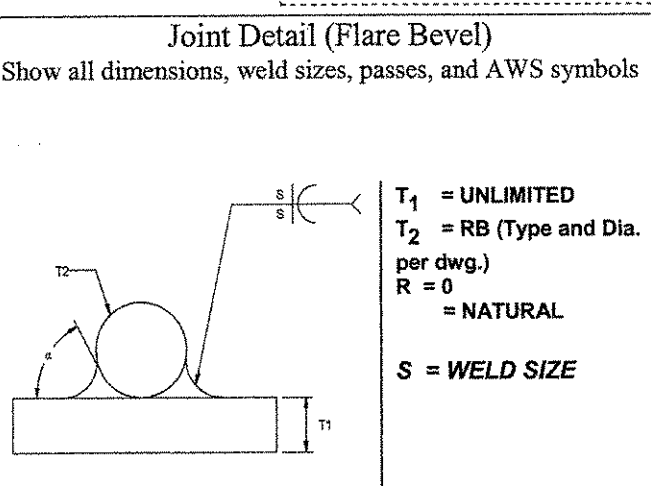 Joint Detail (Flare Bevel)
Show all dimensions, weld sizes, passes, and AWS symbols
S
S
T2
α
T1
T1 = UNLIMITED
T2 = RB (Type and Dia.
per dwg.)
R = 0
= NATURAL
S = WELD SIZE